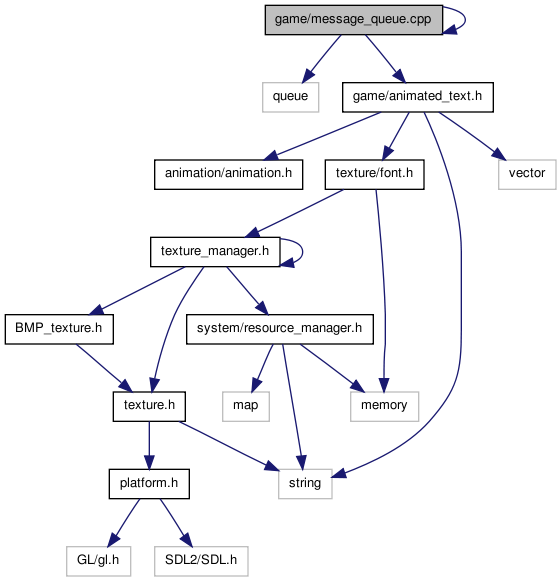 game/message_queue.cpp
queue
game/animated_text.h
animation/animation.h
texture/font.h
vector
texture_manager.h
BMP_texture.h
system/resource_manager.h
texture.h
map
memory
platform.h
string
GL/gl.h
SDL2/SDL.h